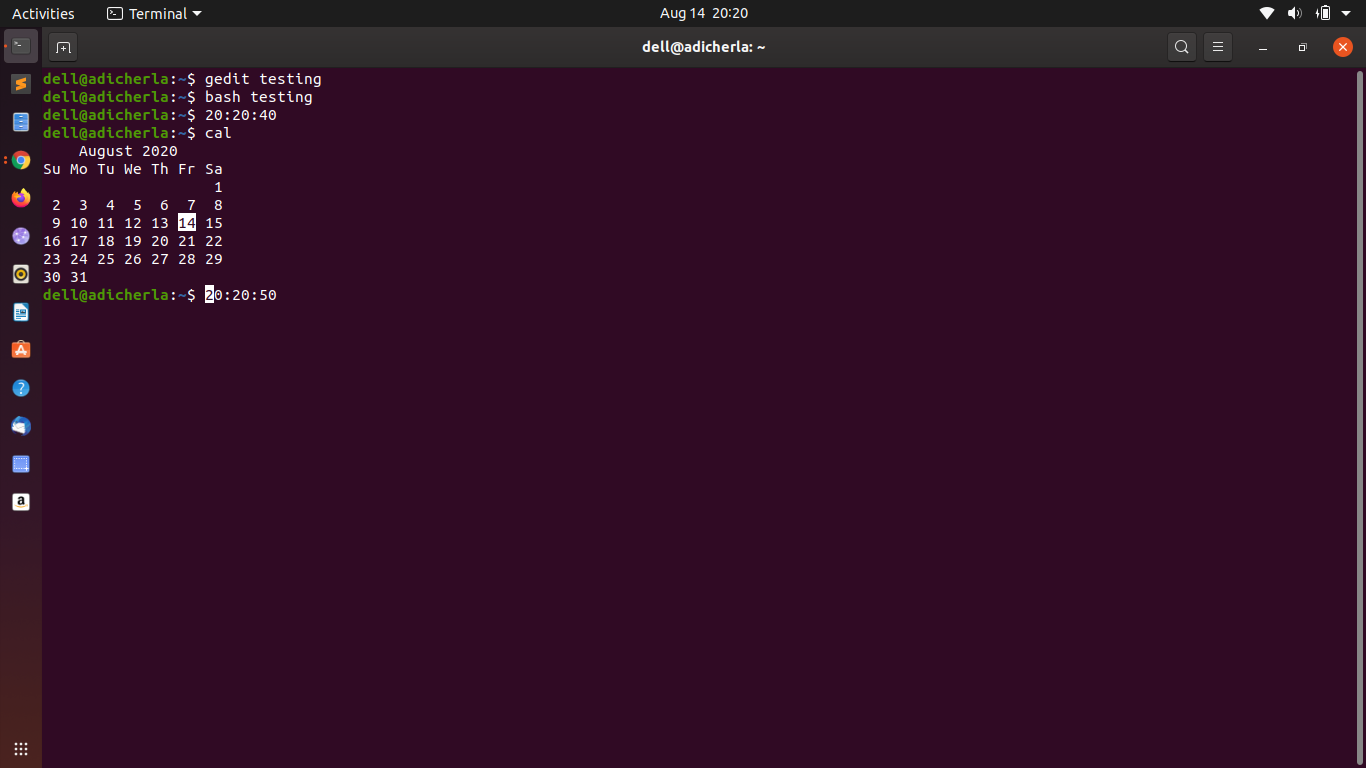 Activities Terminal Aug 14 20:20
dell@adicherla: ~
dell@adicherla:~$ gedit testing
dell@adicherla:~$ bash testing
dell@adicherla:~$ 20:20:40
dell@adicherla:~$ cal
August 2020
Su Mo Tu We Th Fr Sa
1
2 3 4 5 6 7 8
9 10 11 12 13 14 15
16 17 18 19 20 21 22
23 24 25 26 27 28 29
30 31
dell@adicherla:~$ 20:20:50